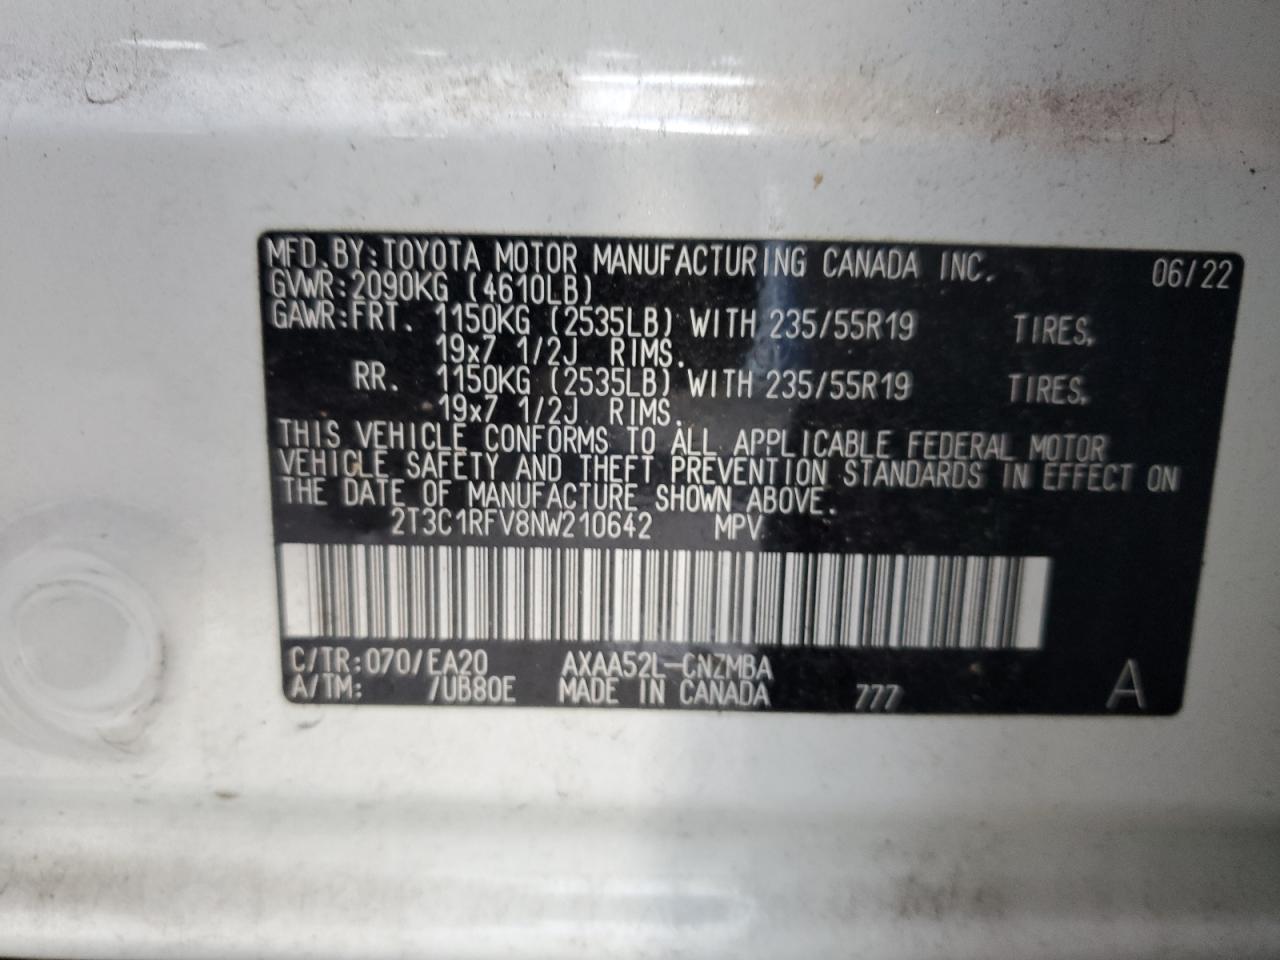 MFD. BY: TOYOTA MOTOR MANUFACTURING CANADA INC. 06/22
GVWR: 2090KG (4610LB)
GAWR: FRT. 1150KG (2535LB) WITH 235/55R19 TIRES,
19x7 1/2J RIMS.
RR. 1150KG (2535LB) WITH 235/55R19 TIRES,
19x7 1/2J RIMS.
THIS VEHICLE CONFORMS TO ALL APPLICABLE FEDERAL MOTOR
VEHICLE SAFETY AND THEFT PREVENTION STANDARDS IN EFFECT ON
THE DATE OF MANUFACTURE SHOWN ABOVE.
2T3C1RFV8NW210642 MPV
C/TR: 070/EA20 AXAA52L-CNZMBA
A/TM: /UB80E MADE IN CANADA 777 A